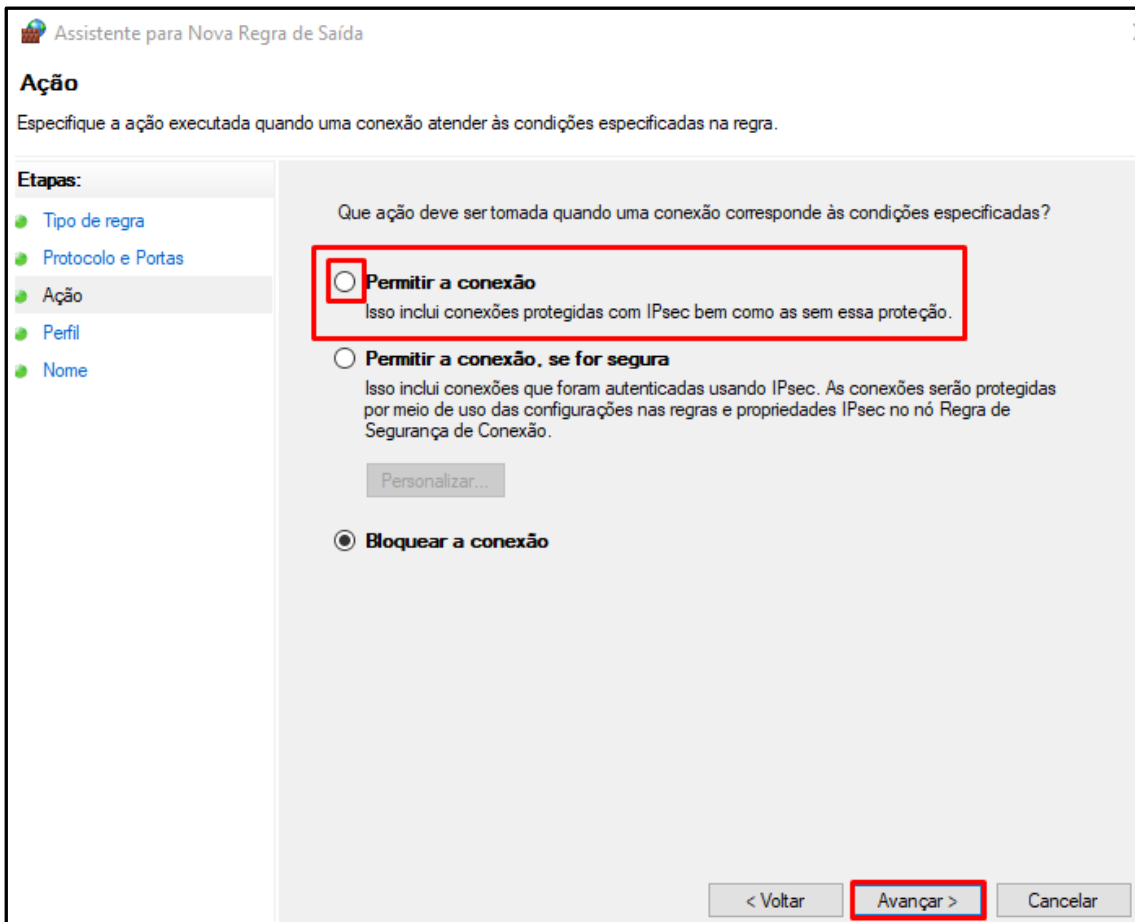 Assistente para Nova Regra de Saída
Ação
Especifique a ação executada quando uma conexão atender às condições especificadas na regra.
Etapas:
Tipo de regra
Protocolo e Portas
Ação
Perfil
Nome
Que ação deve ser tomada quando uma conexão corresponde às condições especificadas?
Permitir a conexão
Isso inclui conexões protegidas com IPsec bem como as sem essa proteção.
Permitir a conexão, se for segura
Isso inclui conexões que foram autenticadas usando IPsec. As conexões serão protegidas
por meio de uso das configurações nas regras e propriedades IPsec no nó Regra de
Segurança de Conexão.
Personalizar...
Bloquear a conexão
< Voltar
Avançar >
Cancelar